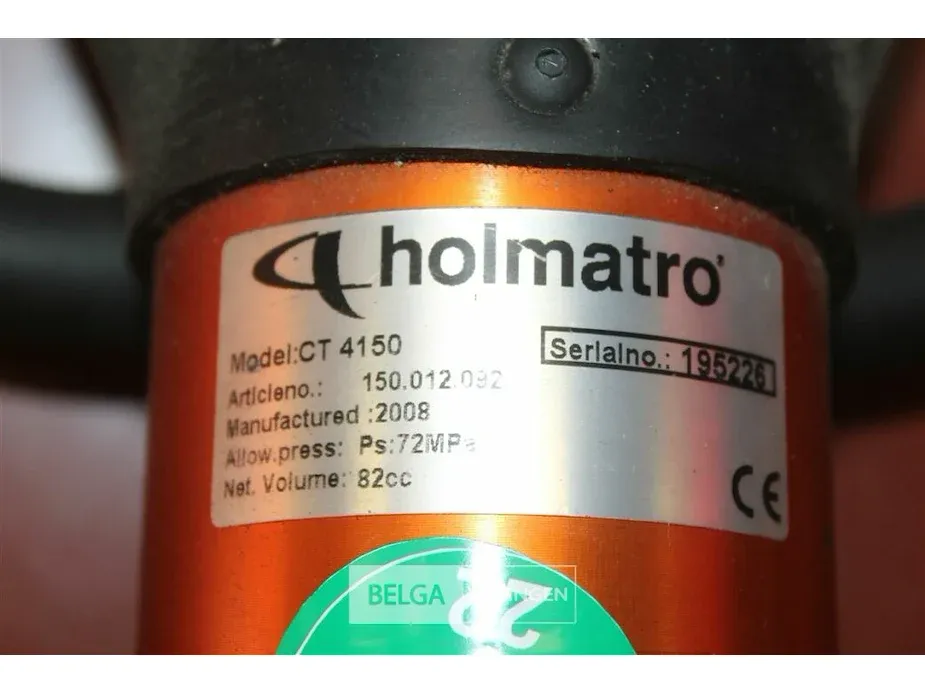 holmatro
Model:CT 4150
Serialno.: 195226
Articleno.: 150.012.092
Manufactured :2008
Allow.press: Ps:72MPa
Net. Volume: 82cc
CE
BELGA
22